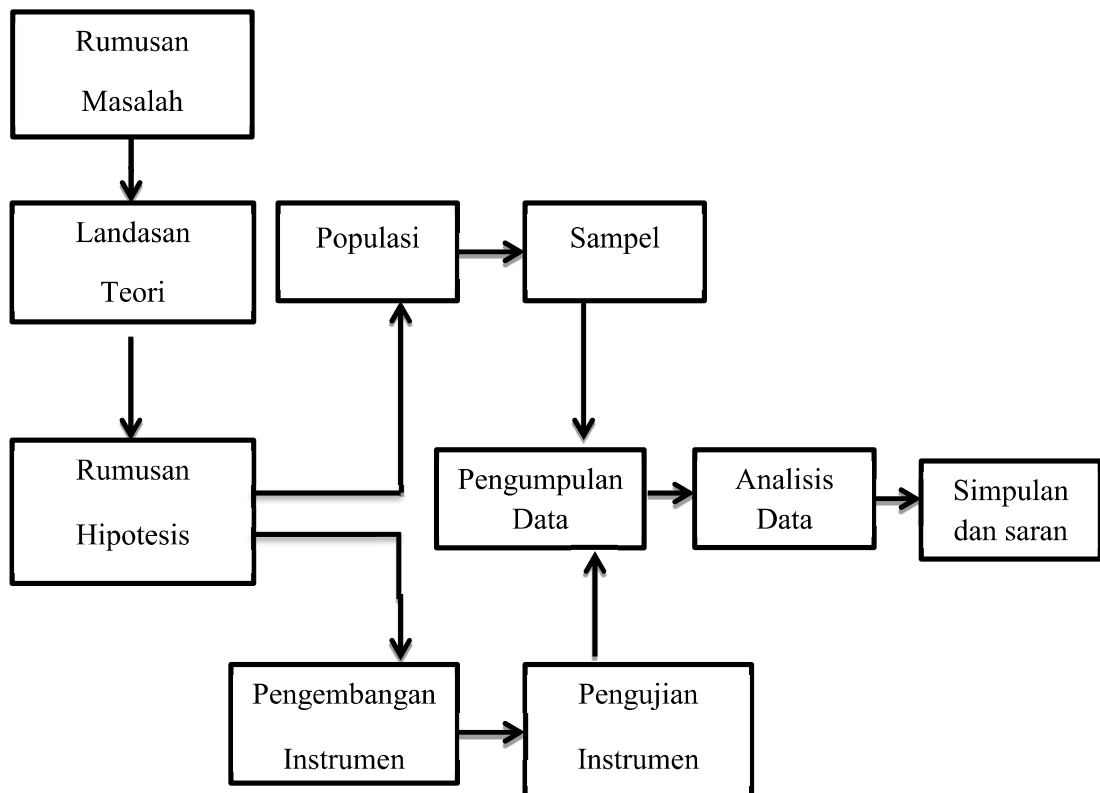 Rumusan
Masalah
Landasan
Teori
Populasi
Sampel
Rumusan
Hipotesis
Pengumpulan
Data
Analisis
Data
Simpulan
dan saran
Pengembangan
Instrumen
Pengujian
Instrumen